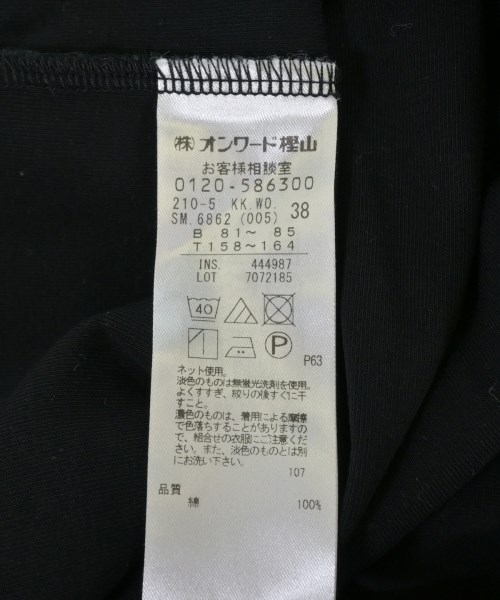 ㈱オンワード樫山
お客様相談室
0120-586300
210-5 KK.WO. 38
SM.6862 (005)
B 81～ 85
T158～164
INS. 444987
LOT 7072185
40
P
P63
ネット使用。
淡色のものは無蛍光洗剤を使用。
よくすすぎ、絞りの後すぐに干
すこと。
濃色のものは、着用による摩擦
で色落ちすることがありますの
で、組合せの衣服にご注意くだ
さい。また、淡色のものとは別
にお洗い下さい。
107
品質
綿 100%